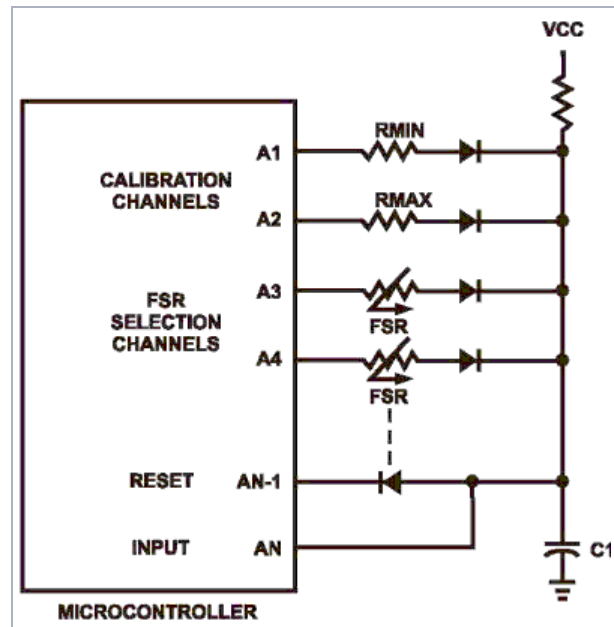 VCC
A1
RMIN
CALIBRATION
CHANNELS
A2
RMAX
FSR
SELECTION
CHANNELS
A3
FSR
A4
FSR
RESET
AN-1
INPUT
AN
C1
MICROCONTROLLER